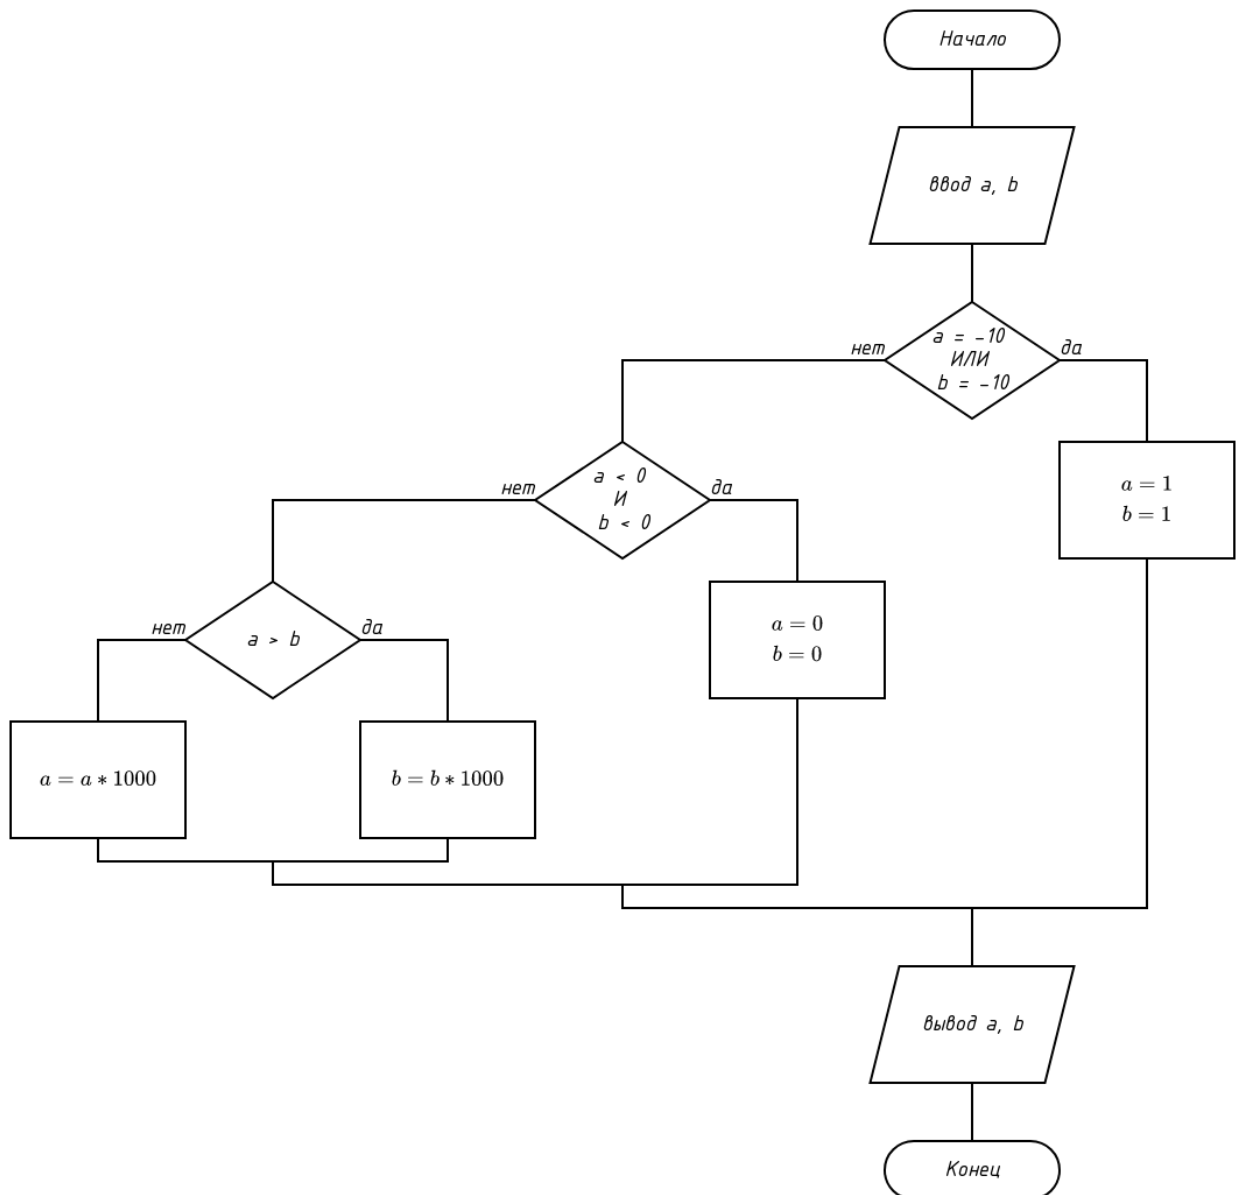 Начало
ввод a, b
a = -10
ИЛИ
b = -10
нет
да
a < 0
И
b < 0
нет
да
a = 1
b = 1
a > b
нет
да
a = 0
b = 0
a = a * 1000
b = b * 1000
вывод a, b
Конец